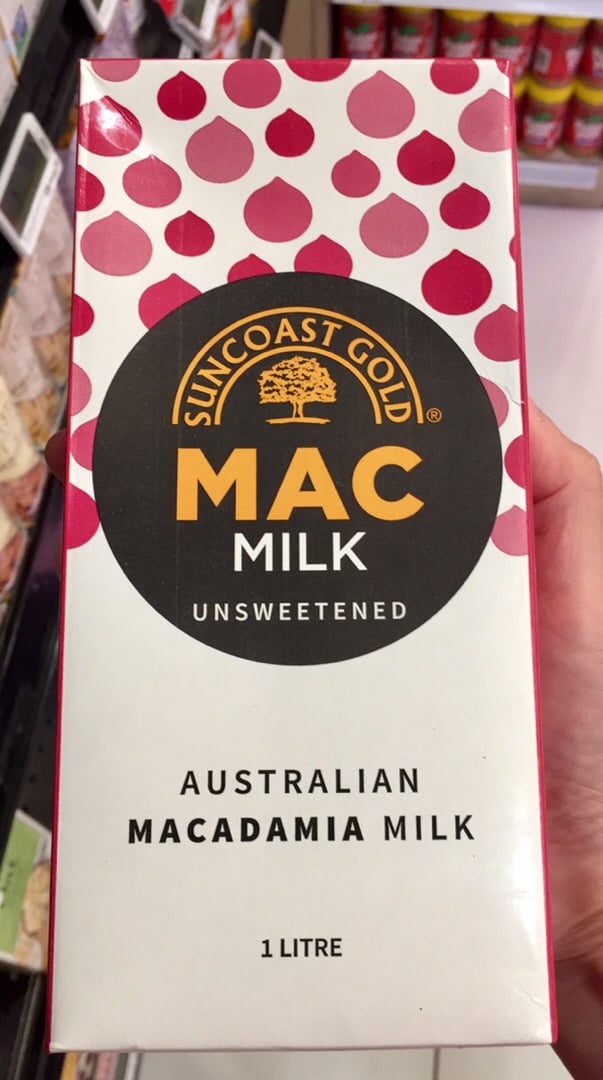 SUNCOAST GOLD
®
MAC
MILK
UNSWEETENED
AUSTRALIAN
MACADAMIA MILK
1 LITRE